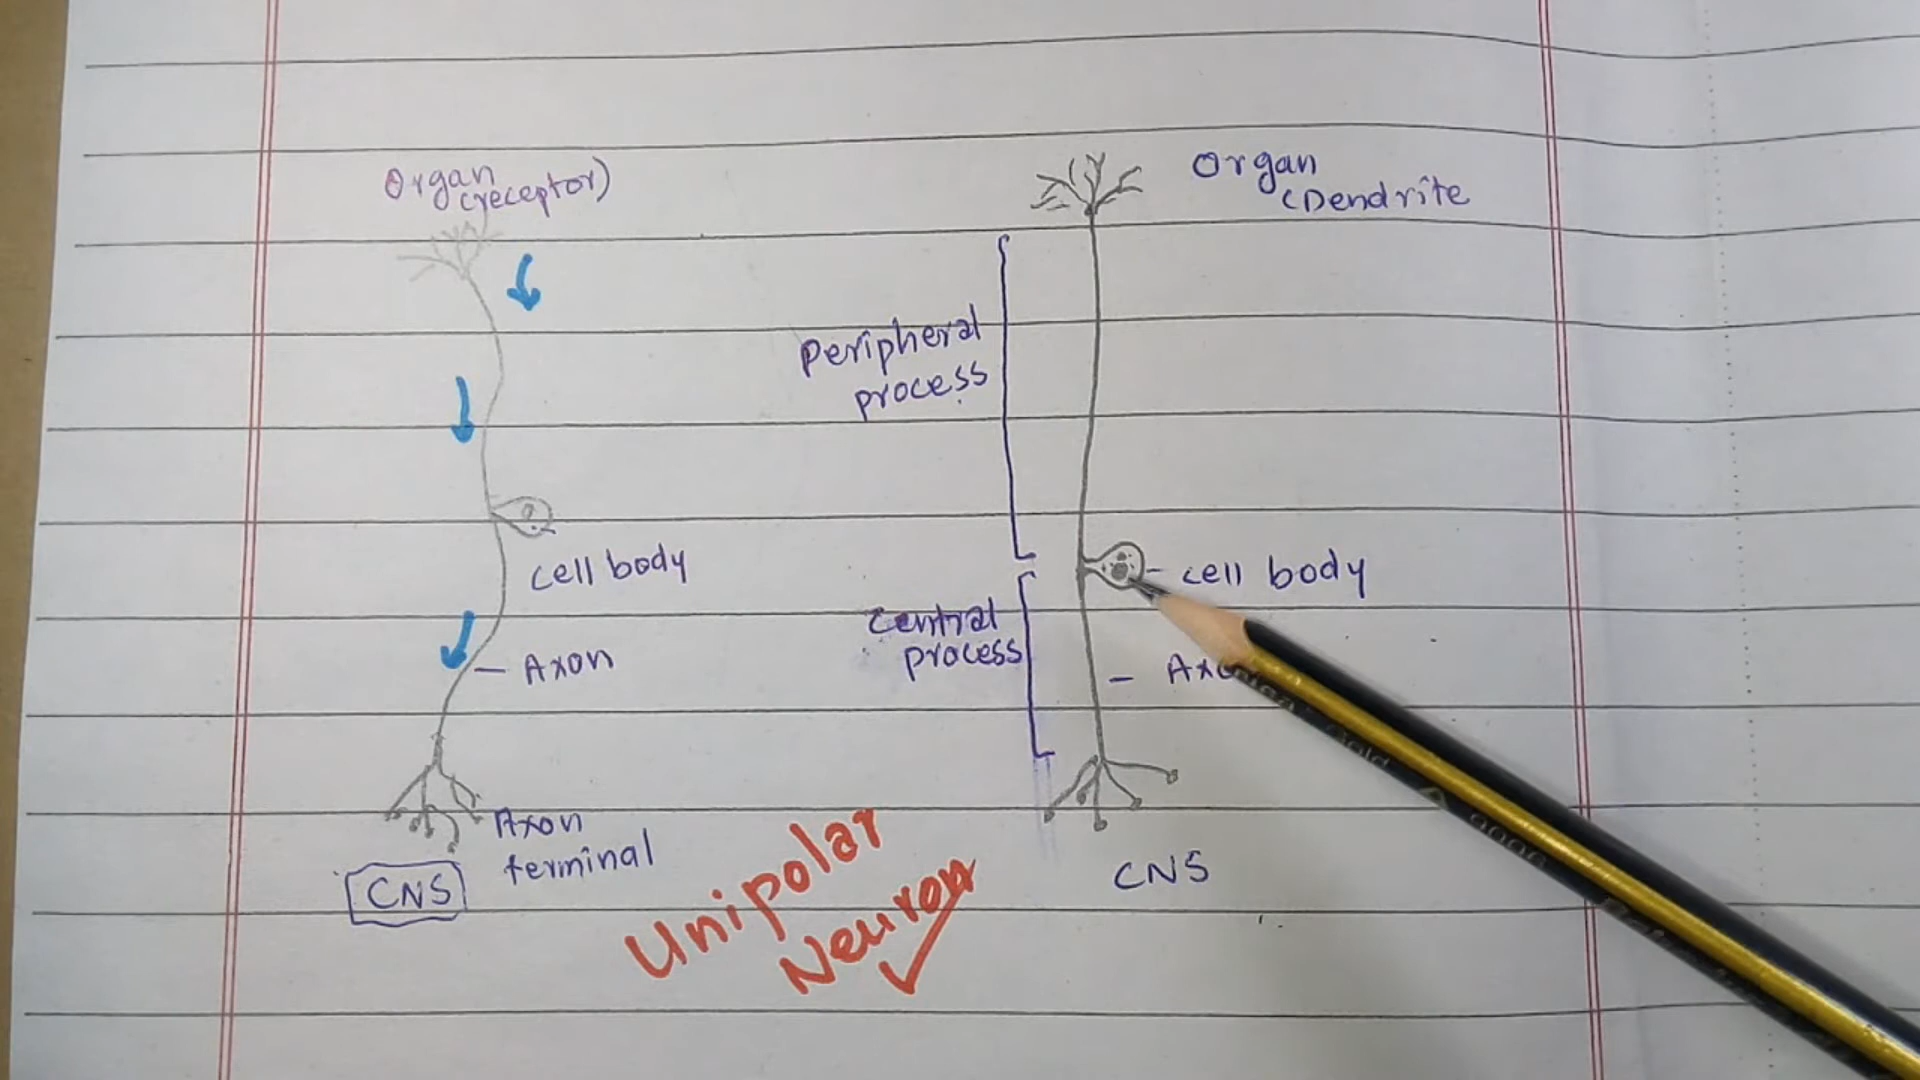 Organ
(receptor)
cell body
- Axon
Axon
terminal
CNS
Organ
(Dendrite
Peripheral
process
- cell body
central
process
- Axo
CNS
Unipolar
Neuron